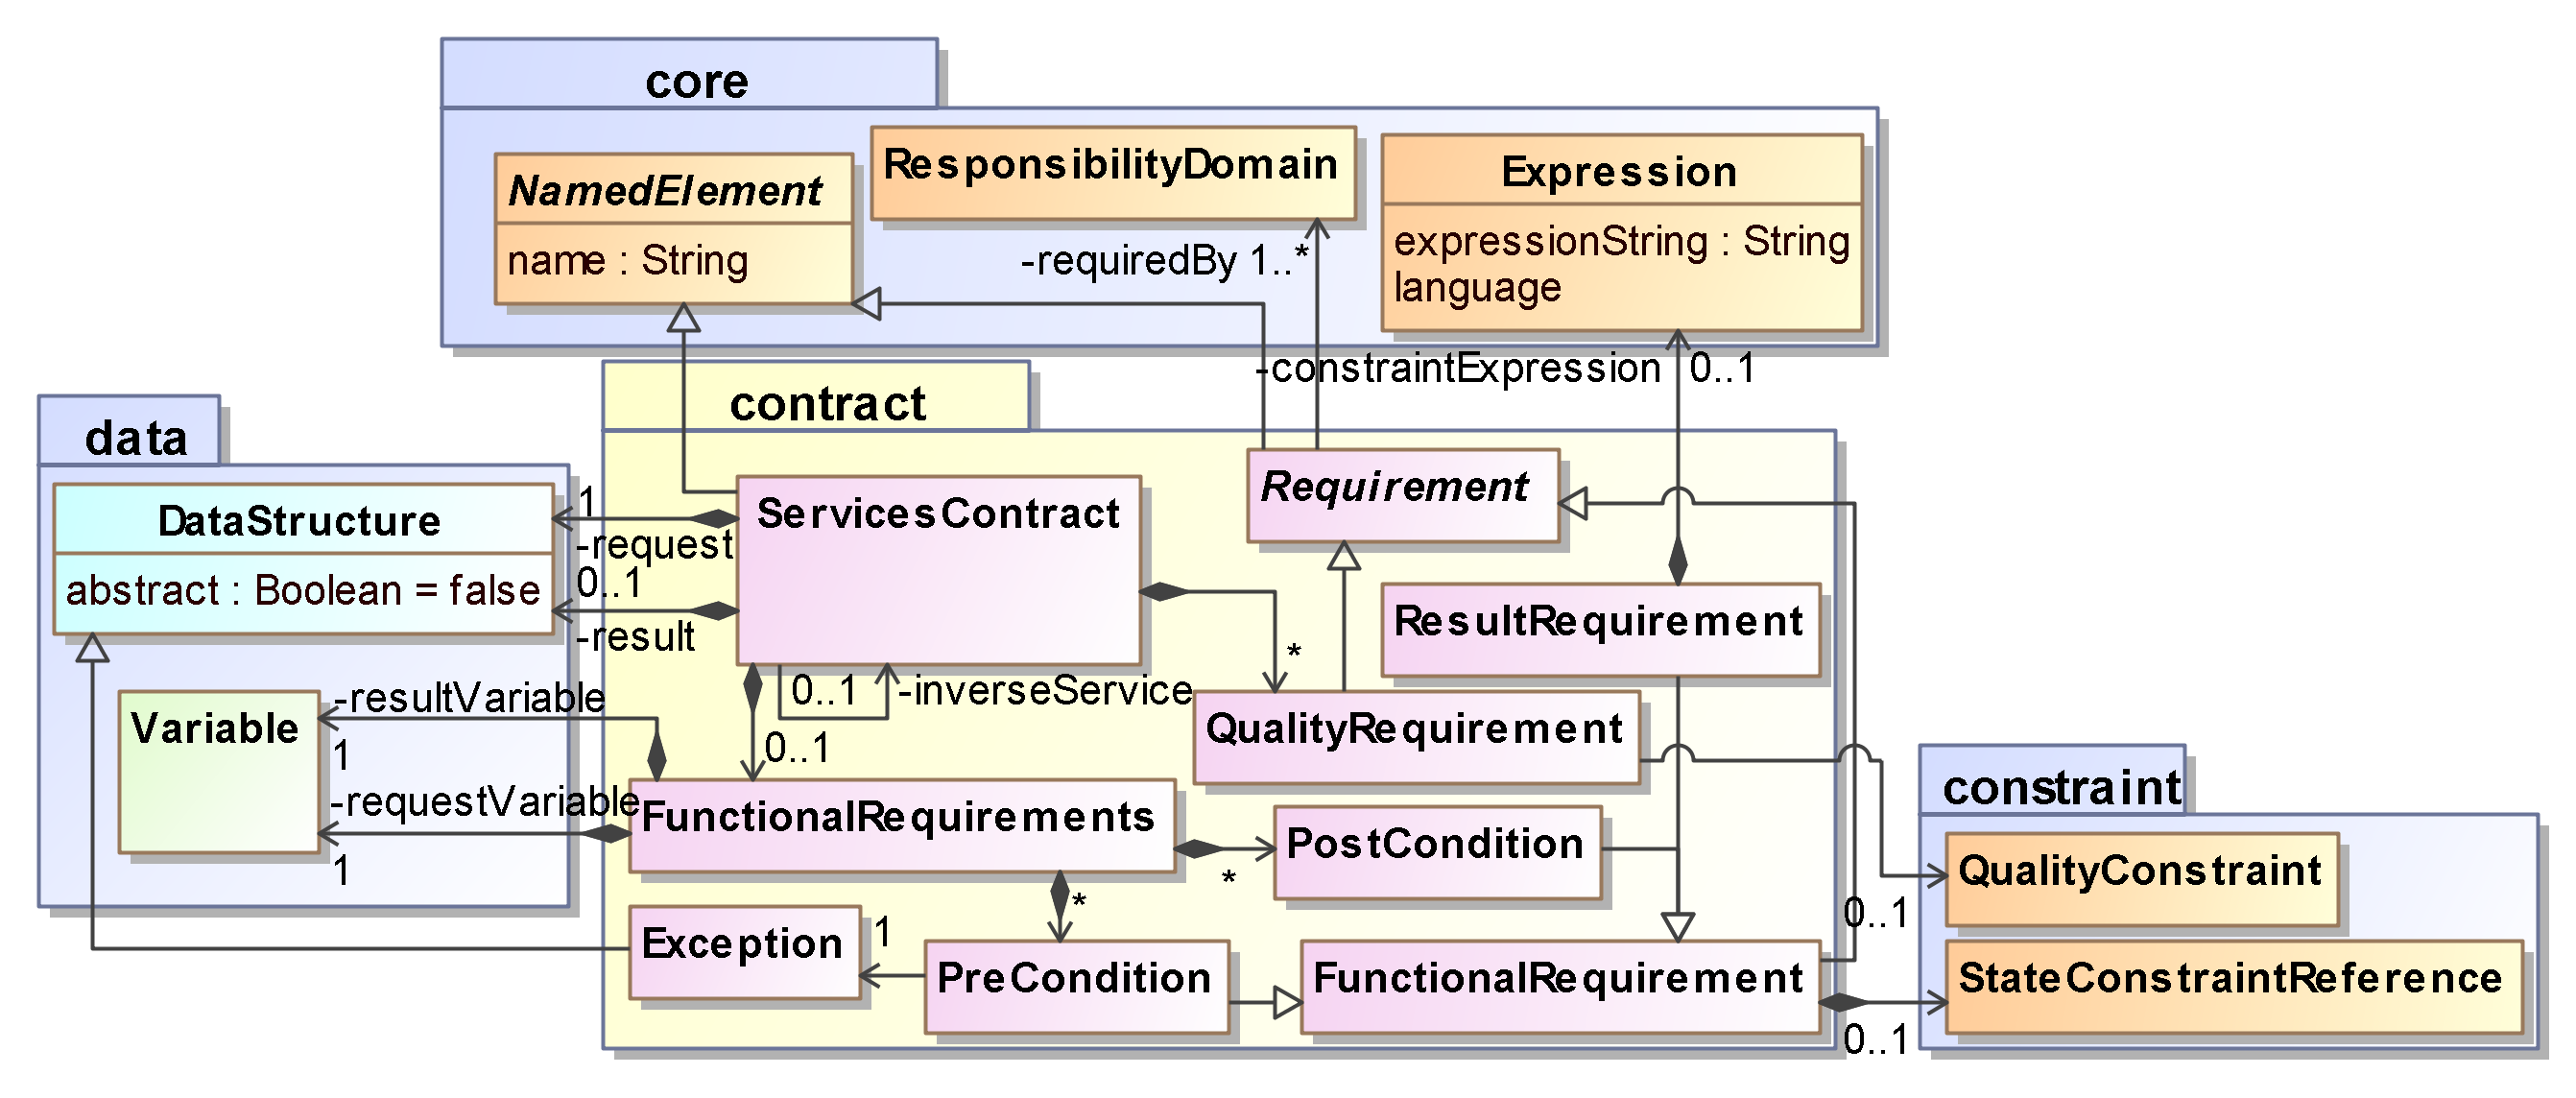 core
NamedElement
name : String
ResponsibilityDomain
Expression
expressionString : String
language
-requiredBy 1..*
-constraintExpression 0..1
contract
data
DataStructure
abstract : Boolean = false
1
-request
0..1
-result
ServicesContract
Requirement
ResultRequirement
*
0..1
-inverseService
0..1
QualityRequirement
Variable
-resultVariable
1
-requestVariable
1
FunctionalRequirements
*
*
PostCondition
Exception
1
PreCondition
FunctionalRequirement
constraint
QualityConstraint
0..1
StateConstraintReference
0..1